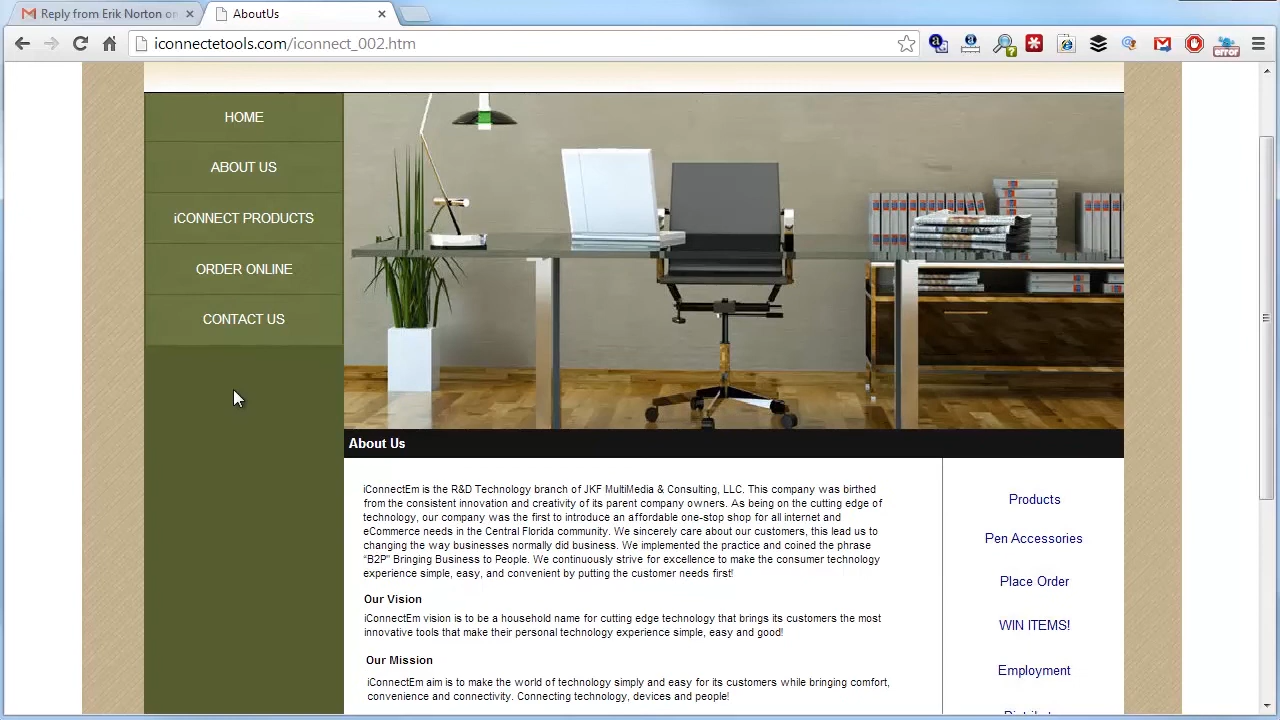 Reply from Erik Norton on
AboutUs
iconnectetools.com/iconnect_002.htm
error
HOME
ABOUT US
iCONNECT PRODUCTS
ORDER ONLINE
CONTACT US
About Us
iConnectEm is the R&D Technology branch of JKF MultiMedia & Consulting, LLC. This company was birthed
from the consistent innovation and creativity of its parent company owners. As being on the cutting edge of
technology, our company was the first to introduce an affordable one-stop shop for all internet and
eCommerce needs in the Central Florida community. We sincerely care about our customers, this lead us to
changing the way businesses normally did business. We implemented the practice and coined the phrase
"B2P" Bringing Business to People. We continuously strive for excellence to make the consumer technology
experience simple, easy, and convenient by putting the customer needs first!
Our Vision
iConnectEm vision is to be a household name for cutting edge technology that brings its customers the most
innovative tools that make their personal technology experience simple, easy and good!
Our Mission
iConnectEm aim is to make the world of technology simply and easy for its customers while bringing comfort,
convenience and connectivity. Connecting technology, devices and people!
Products
Pen Accessories
Place Order
WIN ITEMS!
Employment